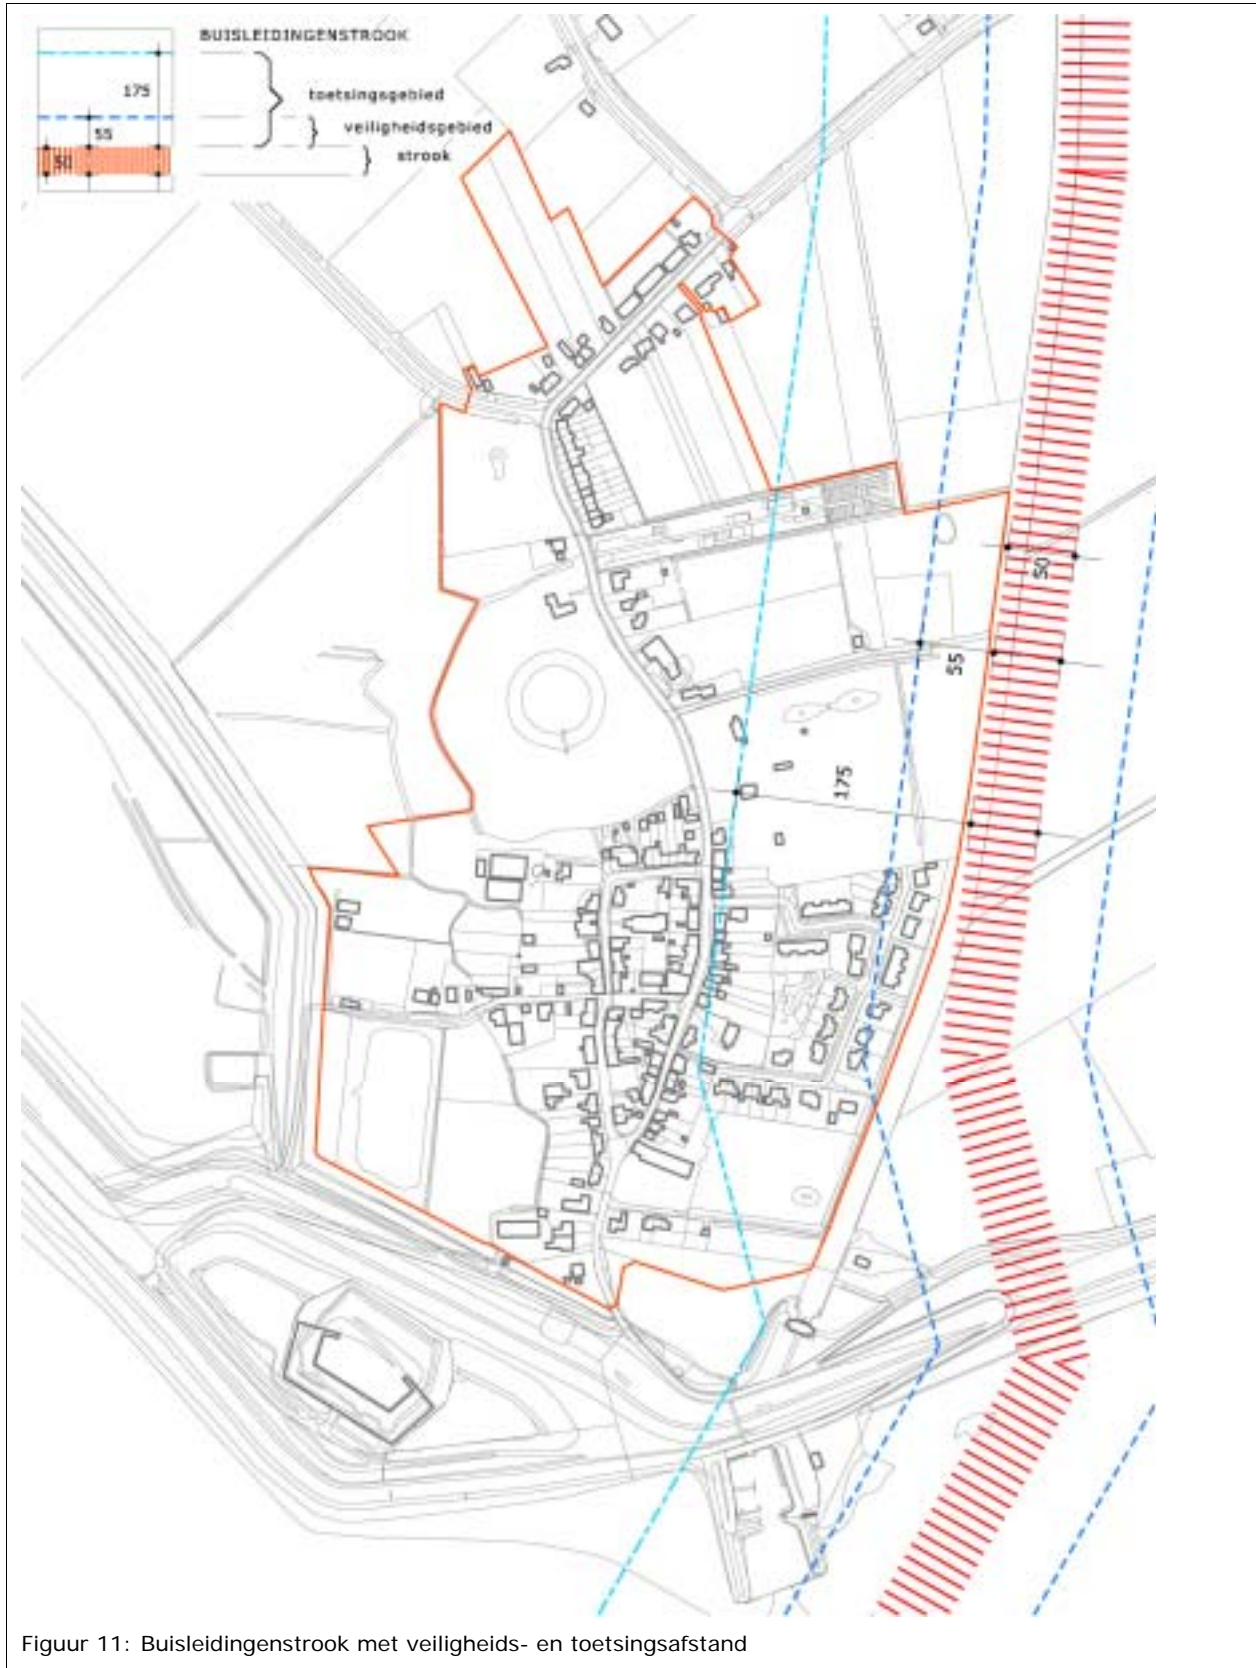 BUISLEIDINGENSTROOK
175
toetsingsgebied
55
veiligheidsgebied
strook
50
50
55
175
Figuur 11: Buisleidingenstrook met veiligheids- en toetsingsafstand